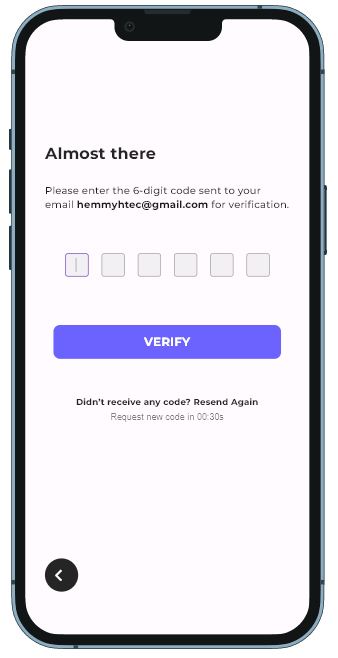 Almost there
Please enter the 6-digit code sent to your
email hemmyhtec@gmail.com for verification.
VERIFY
Didn't receive any code? Resend Again
Request new code in 00:30s